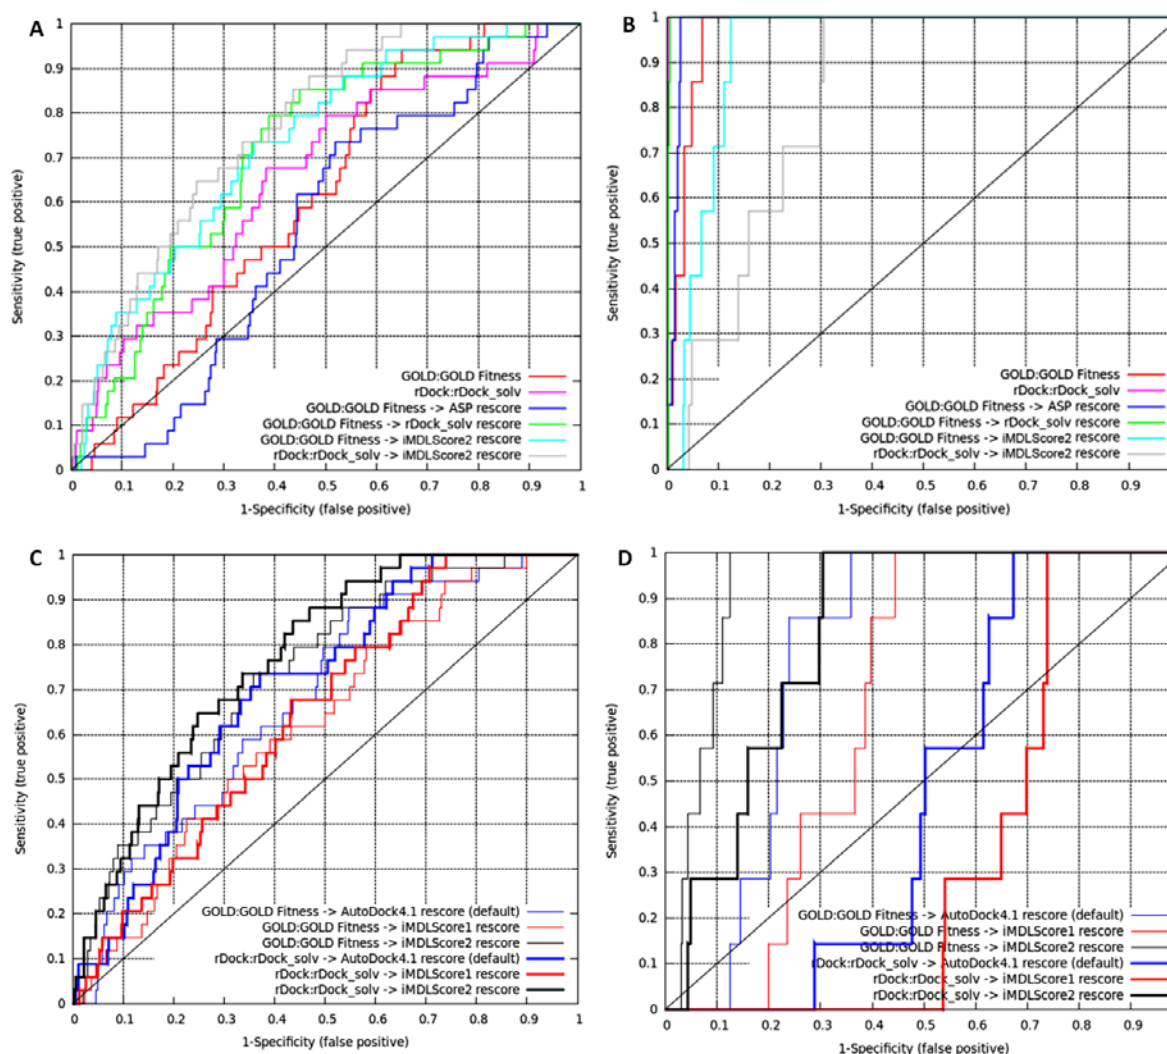 A
1
0.9
0.8
0.7
0.6
0.5
0.4
0.3
0.2
0.1
0
Sensitivity (true positive)
GOLD:GOLD Fitness
rDock:rDock_solv
GOLD:GOLD Fitness -> ASP rescore
GOLD:GOLD Fitness -> rDock_solv rescore
GOLD:GOLD Fitness -> iMDLScore2 rescore
rDock:rDock_solv -> iMDLScore2 rescore
0 0.1 0.2 0.3 0.4 0.5 0.6 0.7 0.8 0.9 1
1-Specificity (false positive)
B
1
0.9
0.8
0.7
0.6
0.5
0.4
0.3
0.2
0.1
0
Sensitivity (true positive)
GOLD:GOLD Fitness
rDock:rDock_solv
GOLD:GOLD Fitness -> ASP rescore
GOLD:GOLD Fitness -> rDock_solv rescore
GOLD:GOLD Fitness -> iMDLScore2 rescore
rDock:rDock_solv -> iMDLScore2 rescore
0 0.1 0.2 0.3 0.4 0.5 0.6 0.7 0.8 0.9
1-Specificity (false positive)
C
1
0.9
0.8
0.7
0.6
0.5
0.4
0.3
0.2
0.1
0
Sensitivity (true positive)
GOLD:GOLD Fitness -> AutoDock4.1 rescore (default)
GOLD:GOLD Fitness -> iMDLScore1 rescore
GOLD:GOLD Fitness -> iMDLScore2 rescore
rDock:rDock_solv -> AutoDock4.1 rescore (default)
rDock:rDock_solv -> iMDLScore1 rescore
rDock:rDock_solv -> iMDLScore2 rescore
0 0.1 0.2 0.3 0.4 0.5 0.6 0.7 0.8 0.9 1
1-Specificity (false positive)
D
1
0.9
0.8
0.7
0.6
0.5
0.4
0.3
0.2
0.1
0
Sensitivity (true positive)
GOLD:GOLD Fitness -> AutoDock4.1 rescore (default)
GOLD:GOLD Fitness -> iMDLScore1 rescore
GOLD:GOLD Fitness -> iMDLScore2 rescore
rDock:rDock_solv -> AutoDock4.1 rescore (default)
rDock:rDock_solv -> iMDLScore1 rescore
rDock:rDock_solv -> iMDLScore2 rescore
0 0.1 0.2 0.3 0.4 0.5 0.6 0.7 0.8 0.9
1-Specificity (false positive)